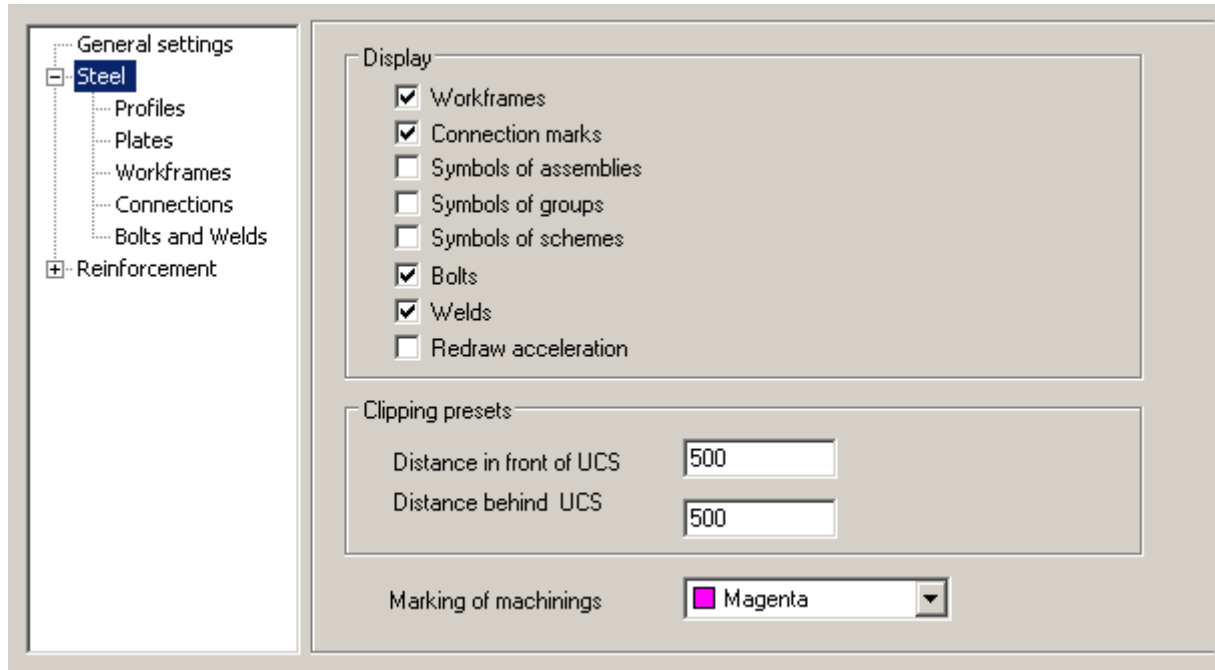 General settings
Steel
Profiles
Plates
Workframes
Connections
Bolts and Welds
Reinforcement
Display
Workframes
Connection marks
Symbols of assemblies
Symbols of groups
Symbols of schemes
Bolts
Welds
Redraw acceleration
Clipping presets
Distance in front of UCS 500
Distance behind UCS 500
Marking of machinings Magenta